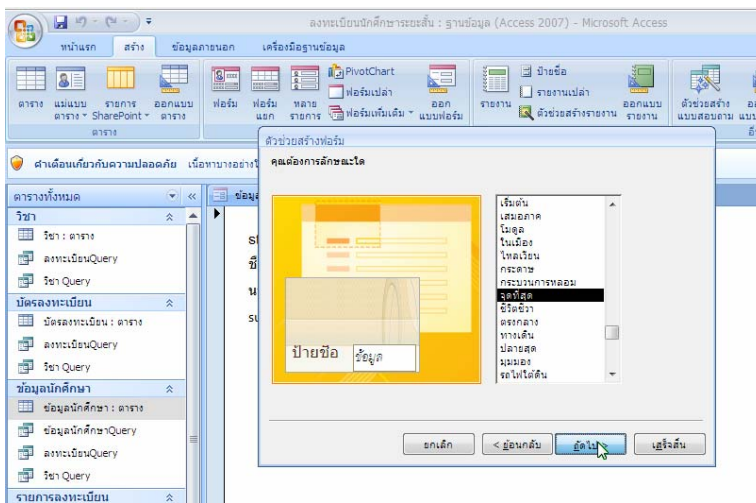 ลงทะเบียนนักศึกษาระยะสั้น : ฐานข้อมูล (Access 2007) - Microsoft Access
หน้าแรก สร้าง ข้อมูลภายนอก เครื่องมือฐานข้อมูล
ตาราง แม่แบบตาราง รายการ SharePoint ออกแบบตาราง
ตาราง
ฟอร์ม ฟอร์มแยก หลายรายการ
PivotChart
ฟอร์มเปล่า
ฟอร์มเพิ่มเติม
ออกแบบฟอร์ม
รายงาน
ป้ายชื่อ
รายงานเปล่า
ตัวช่วยสร้างรายงาน
ออกแบบรายงาน
ตัวช่วยสร้างแบบสอบถาม
คำเตือนเกี่ยวกับความปลอดภัย
ตารางทั้งหมด
วิชา
วิชา : ตาราง
ลงทะเบียนQuery
วิชา Query
บัตรลงทะเบียน
บัตรลงทะเบียน : ตาราง
ลงทะเบียนQuery
วิชา Query
ข้อมูลนักศึกษา
ข้อมูลนักศึกษา : ตาราง
ข้อมูลนักศึกษาQuery
ลงทะเบียนQuery
วิชา Query
รายการลงทะเบียน
ตัวช่วยสร้างฟอร์ม
คุณต้องการลักษณะใด
ป้ายชื่อ ข้อมูล
เริ่มต้น
เสมอภาค
โมดูล
ในเมือง
ไหลเวียน
กระดาษ
กระบวนการหลอม
จุดที่สุด
ชีวิตชีวา
ตรงกลาง
ทางเดิน
ปลายสุด
มุมมอง
รถไฟใต้ดิน
ยกเลิก < ย้อนกลับ ถัดไป > เสร็จสิ้น